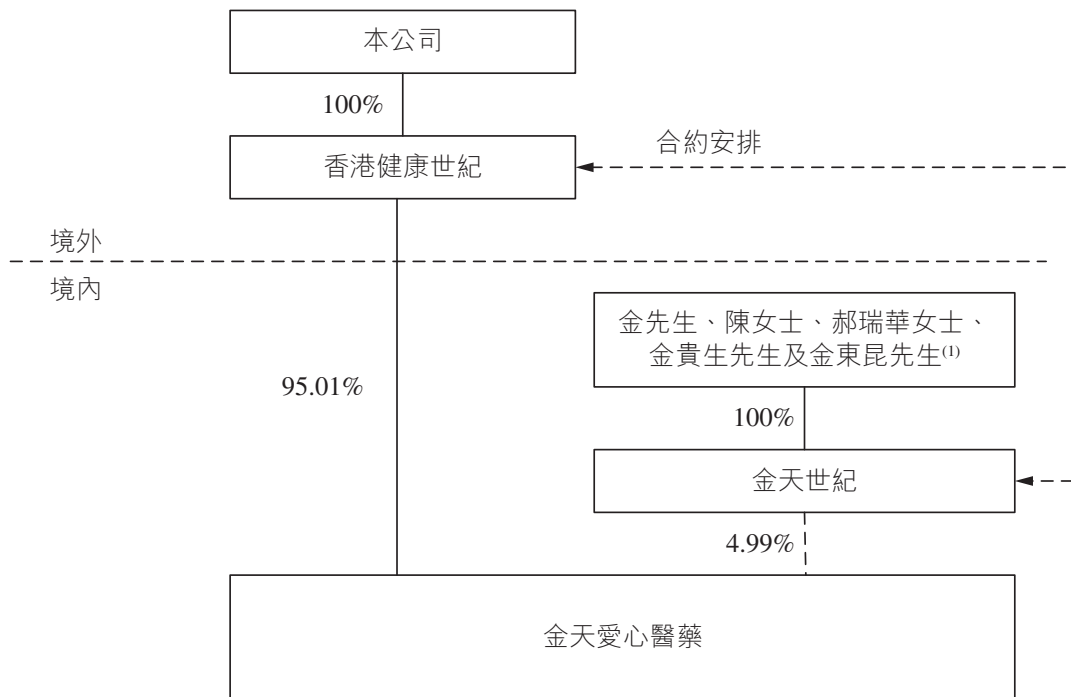 本公司
100%
香港健康世紀
合約安排
境外
境內
金先生、陳女士、郝瑞華女士、
金貴生先生及金東昆先生(1)
95.01%
100%
金天世紀
4.99%
金天愛心醫藥